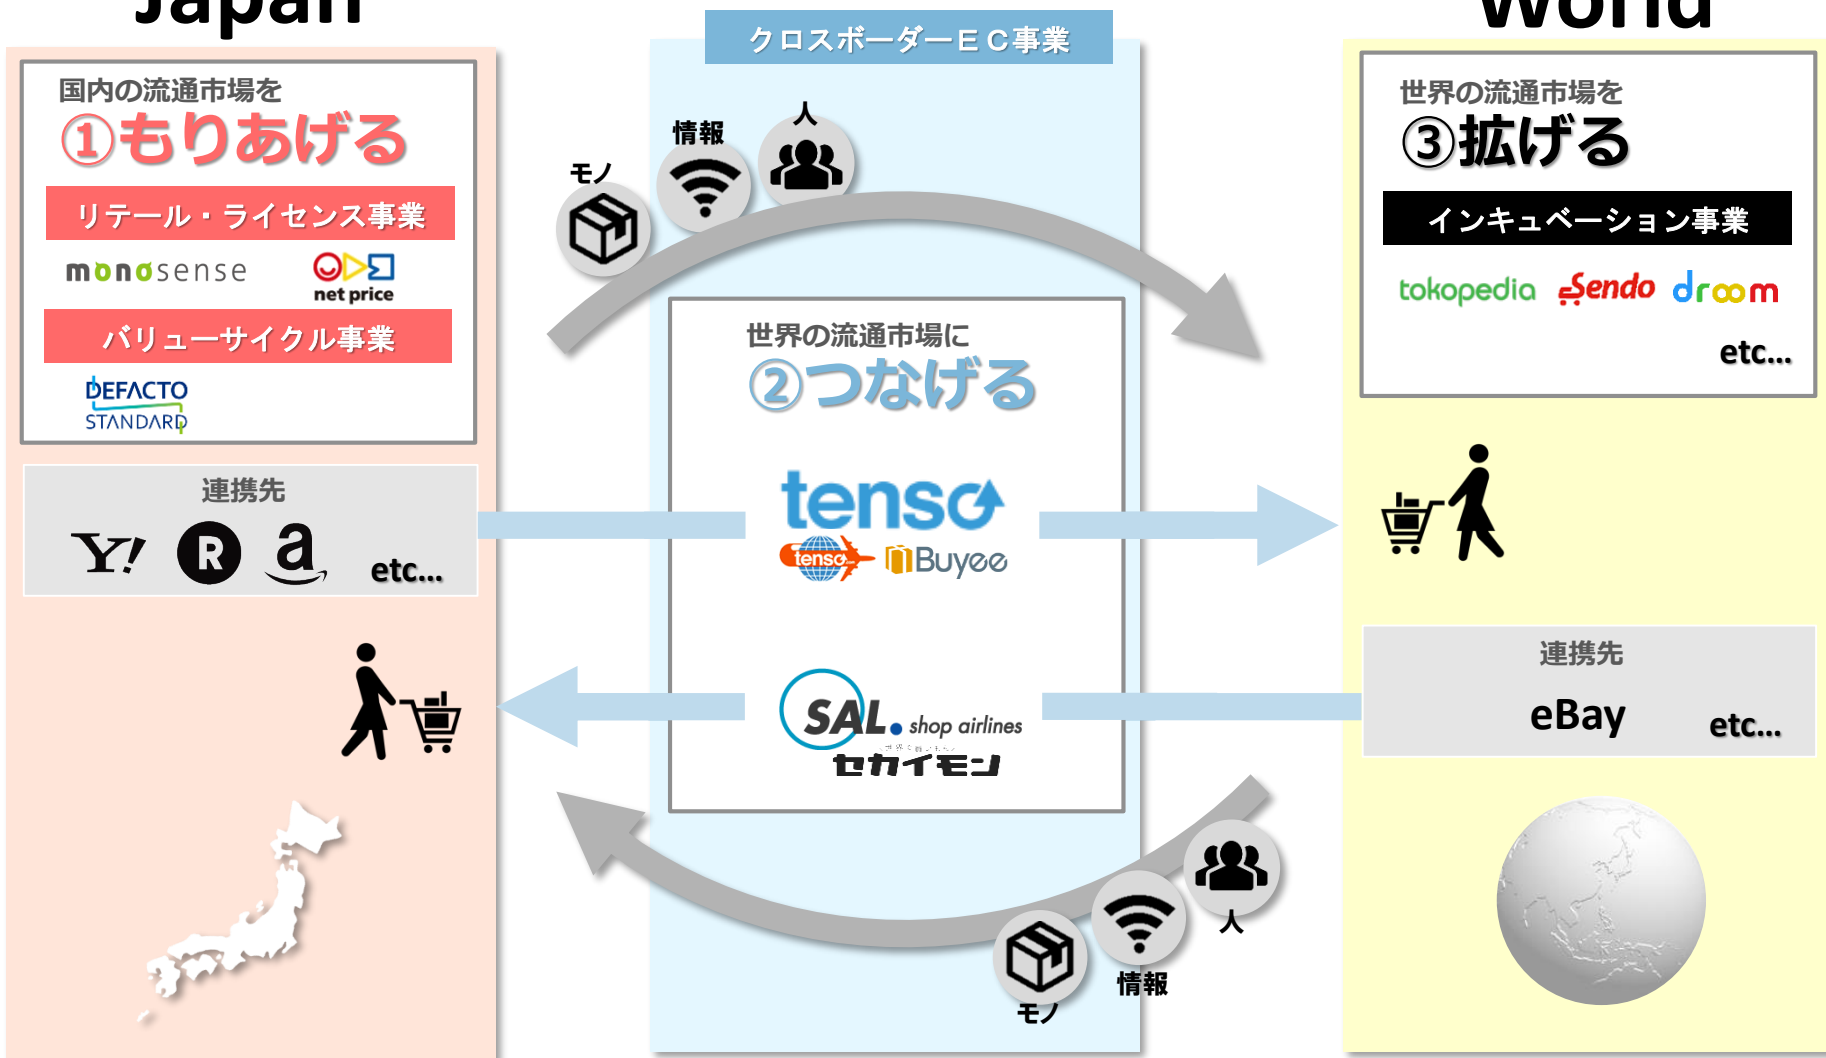 Japan
国内の流通市場を
①もりあげる
リテール・ライセンス事業
monosense
net price
バリューサイクル事業
DEFACTO
STANDARD
連携先
Y! R a etc...
クロスボーダーＥＣ事業
人
情報
モノ
世界の流通市場に
②つなげる
tenso
tenso
Buyee
SAL. shop airlines
セカイモン
人
情報
モノ
World
世界の流通市場を
③拡げる
インキュベーション事業
tokopedia Sendo droom
etc...
連携先
eBay etc...